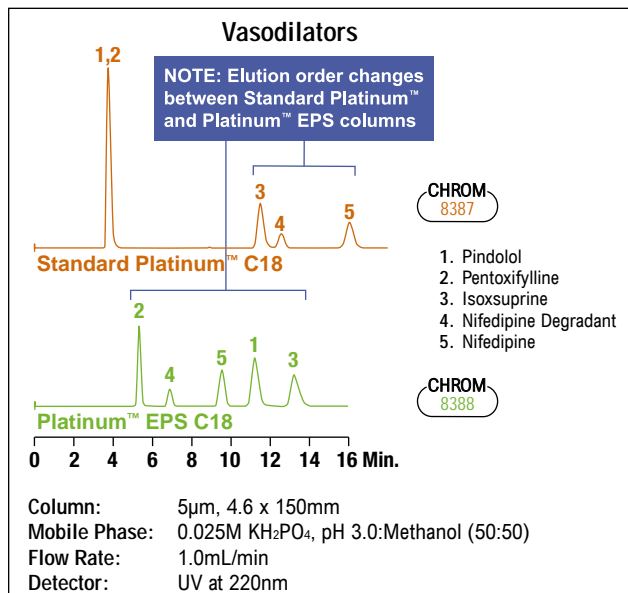 Vasodilators
NOTE: Elution order changes
between Standard Platinum™
and Platinum™ EPS columns
1,2
3
4
5
Standard Platinum™ C18
CHROM
8387
1. Pindolol
2. Pentoxifylline
3. Isoxsuprine
4. Nifedipine Degradant
5. Nifedipine
2
4
5
1
3
Platinum™ EPS C18
CHROM
8388
0 2 4 6 8 10 12 14 16 Min.
Column: 5µm, 4.6 x 150mm
Mobile Phase: 0.025M KH₂PO₄, pH 3.0:Methanol (50:50)
Flow Rate: 1.0mL/min
Detector: UV at 220nm